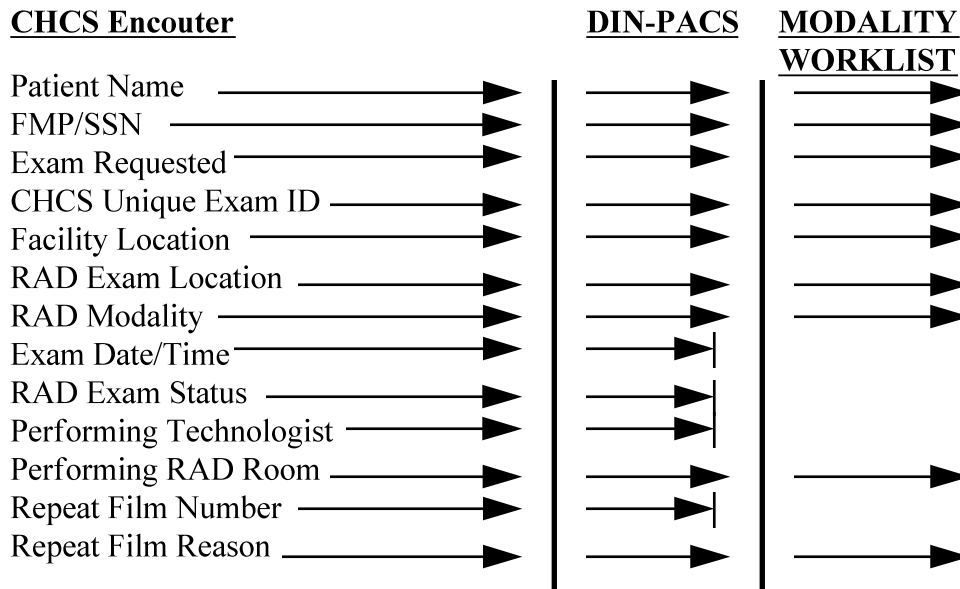 CHCS Encouter DIN-PACS MODALITY
WORKLIST
Patient Name
FMP/SSN
Exam Requested
CHCS Unique Exam ID
Facility Location
RAD Exam Location
RAD Modality
Exam Date/Time
RAD Exam Status
Performing Technologist
Performing RAD Room
Repeat Film Number
Repeat Film Reason